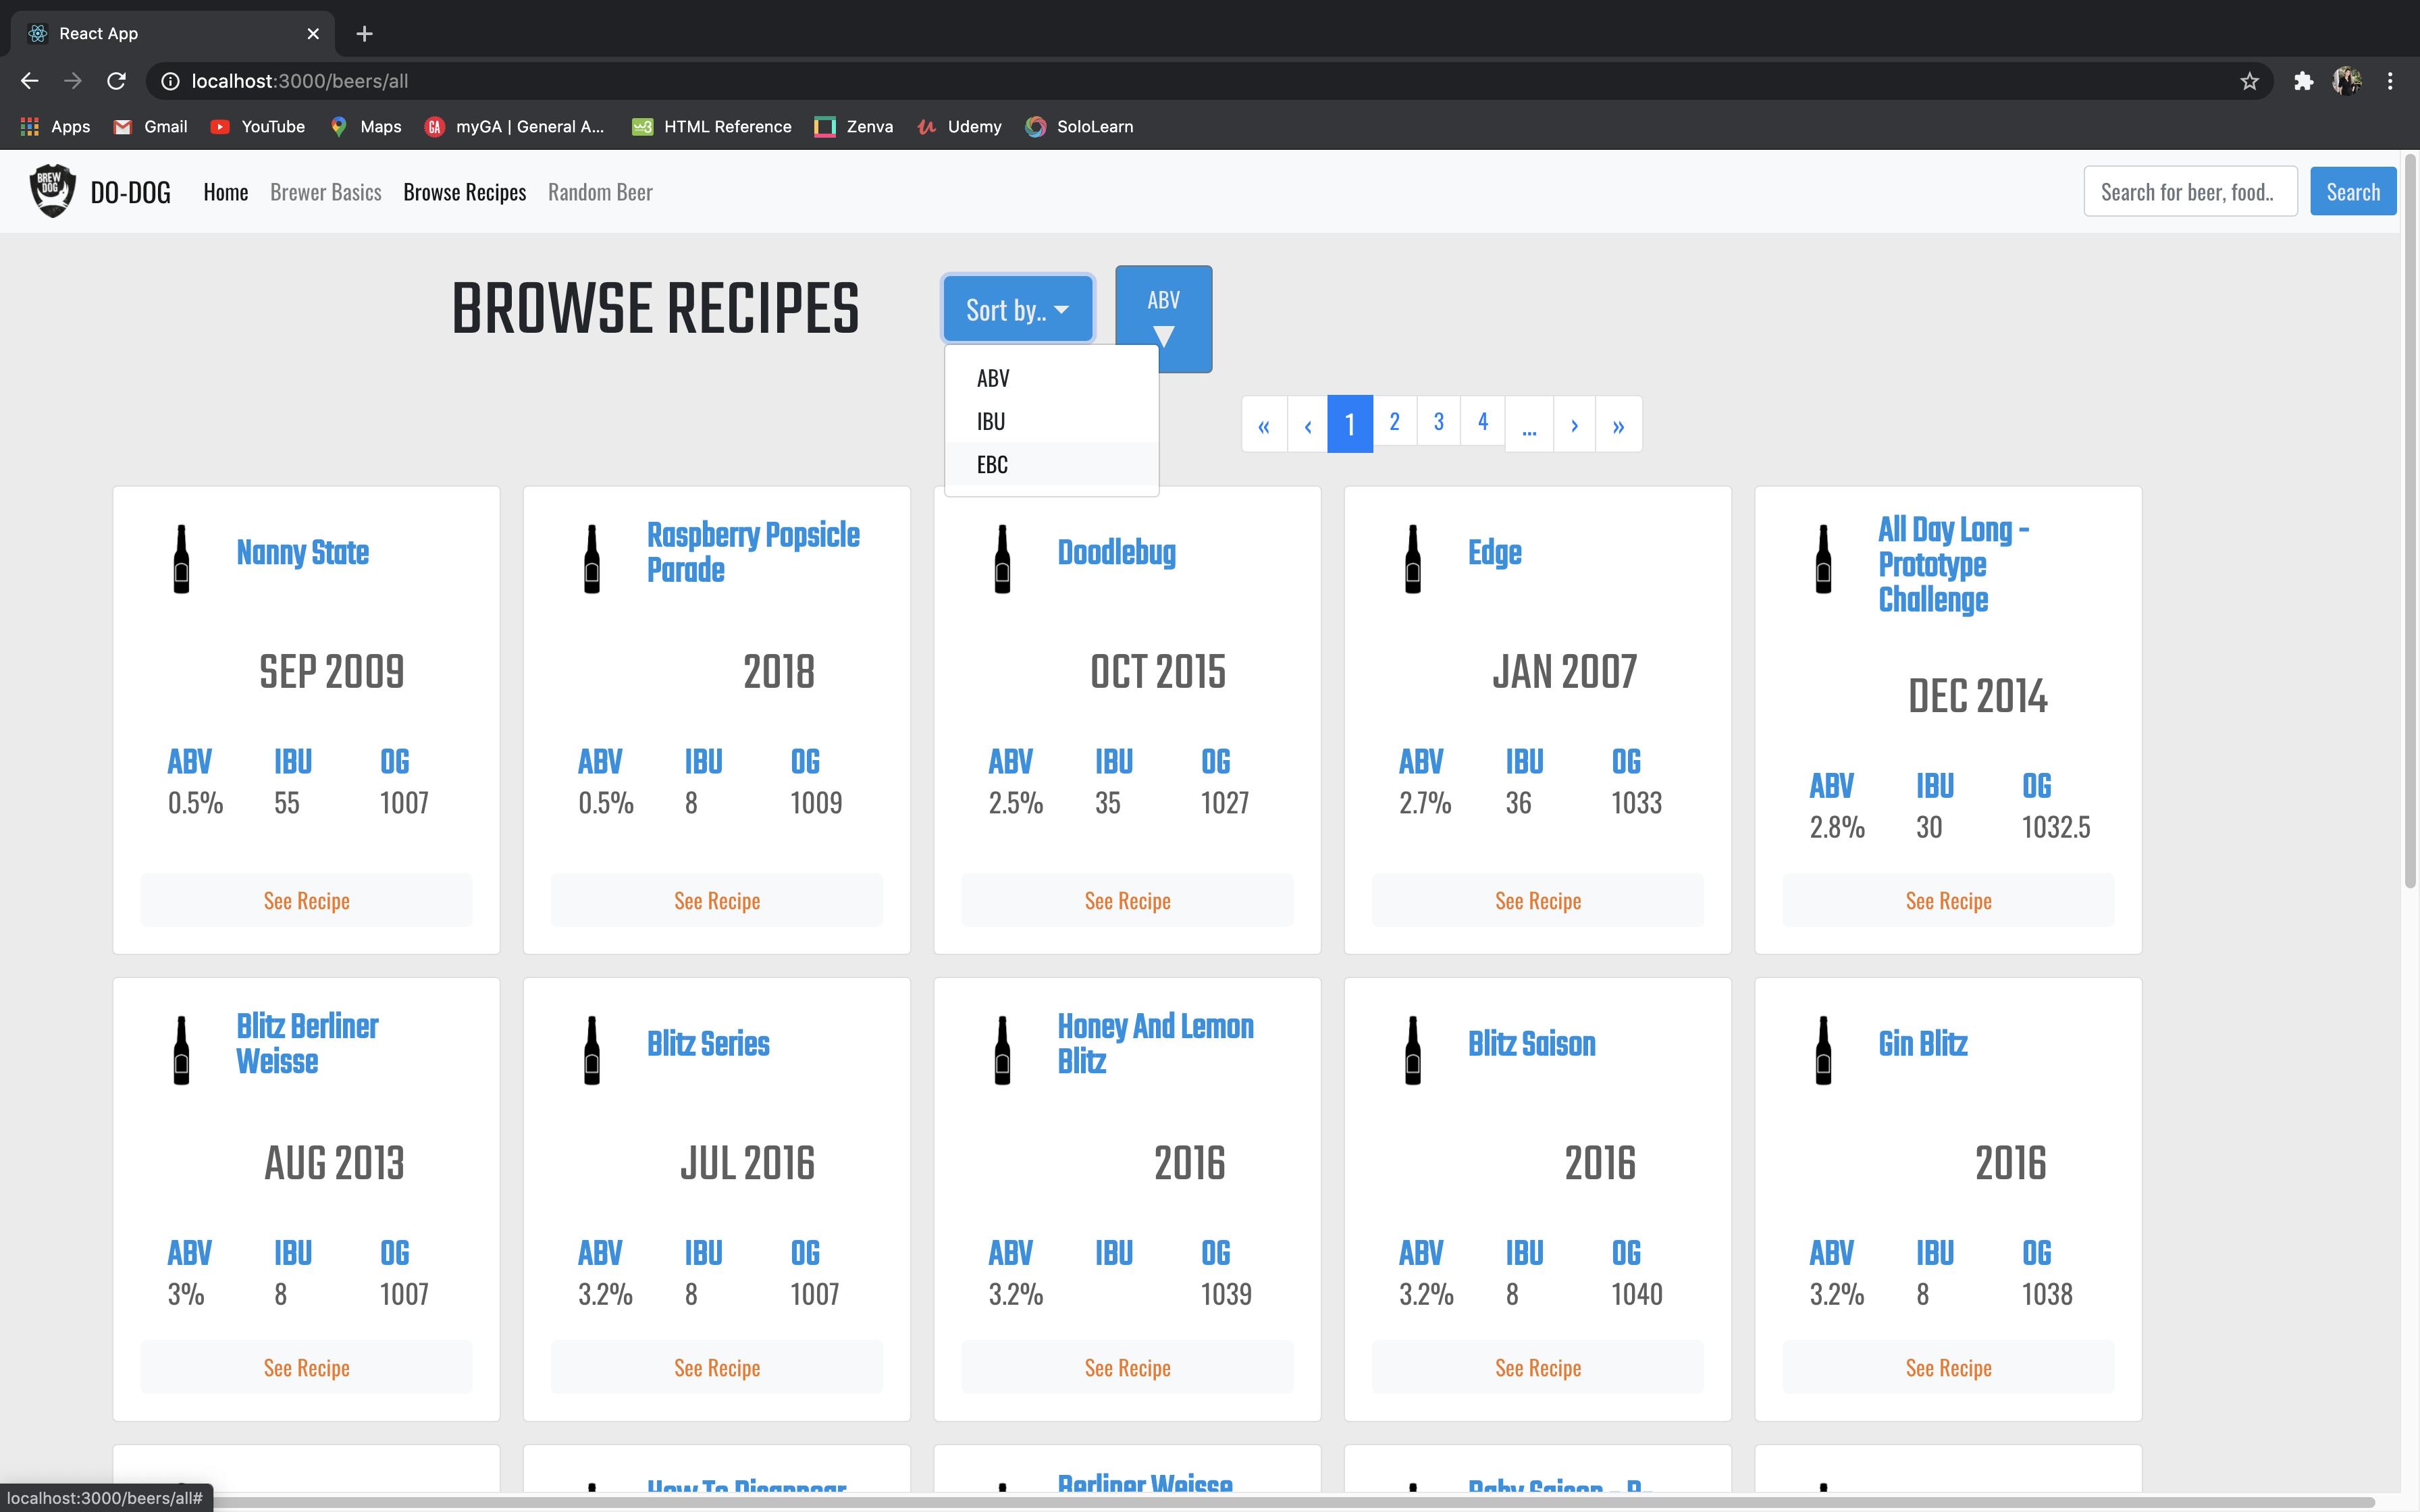 React App
localhost:3000/beers/all
Apps Gmail YouTube Maps GA myGA | General A... w3 HTML Reference Zenva Udemy SoloLearn
BREW DOG
DO-DOG Home Brewer Basics Browse Recipes Random Beer Search for beer, food.. Search
BROWSE RECIPES Sort by.. ABV
ABV
IBU
EBC
« ‹ 1 2 3 4 ... › »
Nanny State
SEP 2009
ABV IBU OG
0.5% 55 1007
See Recipe
Raspberry Popsicle
Parade
2018
ABV IBU OG
0.5% 8 1009
See Recipe
Doodlebug
OCT 2015
ABV IBU OG
2.5% 35 1027
See Recipe
Edge
JAN 2007
ABV IBU OG
2.7% 36 1033
See Recipe
All Day Long -
Prototype
Challenge
DEC 2014
ABV IBU OG
2.8% 30 1032.5
See Recipe
Blitz Berliner
Weisse
AUG 2013
ABV IBU OG
3% 8 1007
See Recipe
Blitz Series
JUL 2016
ABV IBU OG
3.2% 8 1007
See Recipe
Honey And Lemon
Blitz
2016
ABV IBU OG
3.2% 1039
See Recipe
Blitz Saison
2016
ABV IBU OG
3.2% 8 1040
See Recipe
Gin Blitz
2016
ABV IBU OG
3.2% 8 1038
See Recipe
How To Disappear
Berliner Weisse
Baby Saison - B-
localhost:3000/beers/all#